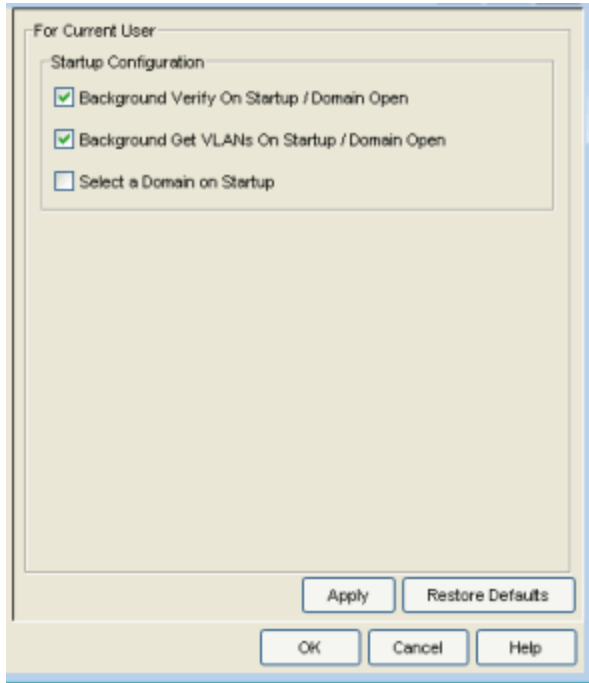 For Current User
Startup Configuration
Background Verify On Startup / Domain Open
Background Get VLANs On Startup / Domain Open
Select a Domain on Startup
Apply
Restore Defaults
OK
Cancel
Help